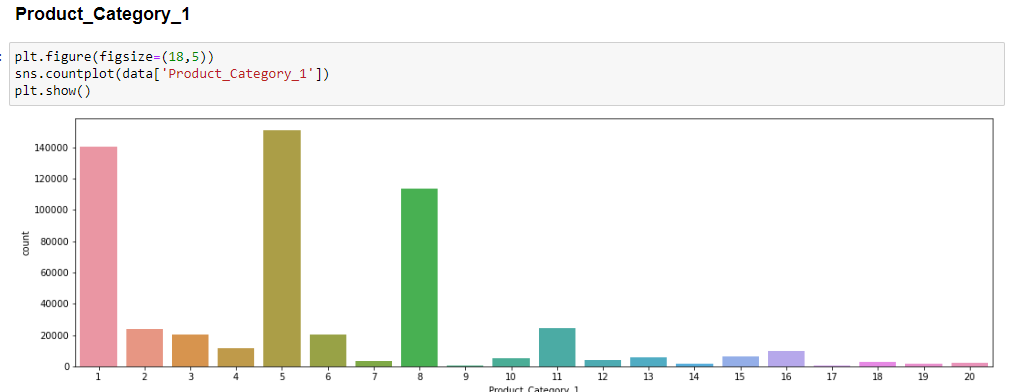 Product_Category_1
plt.figure(figsize=(18,5))
sns.countplot(data['Product_Category_1'])
plt.show()
140000
120000
100000
80000
60000
40000
20000
0
count
1 2 3 4 5 6 7 8 9 10 11 12 13 14 15 16 17 18 19 20
Product_Category_1